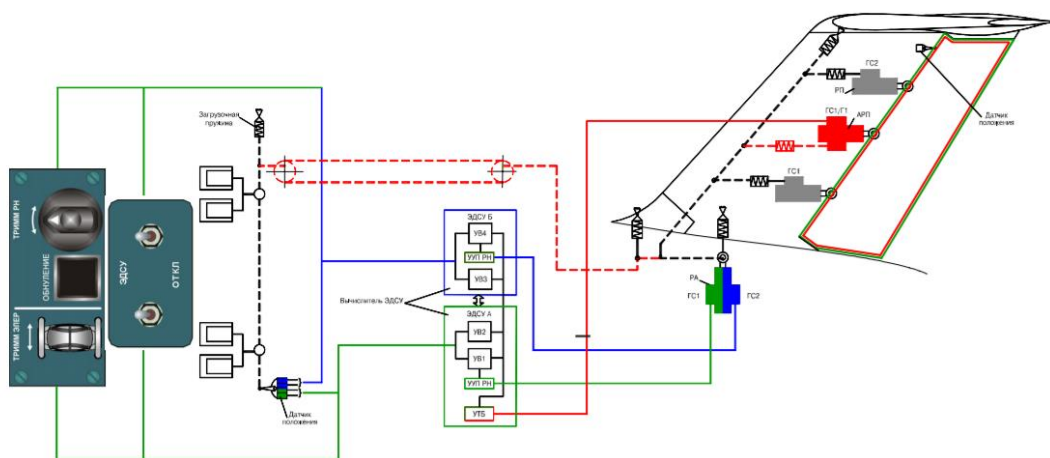 ТРИММ РН
ОБНУЛЕНИЕ
ТРИММ ЭЛЕР
ЭДСУ
ОТКЛ
Загрузочная
пружина
Датчик
положения
Вычислитель ЭДСУ
ЭДСУ Б
УВ4
УУП РН
УВ3
ЭДСУ А
УВ2
УВ1
УУП РН
УТБ
РА
ГС1
ГС2
ГС2
РП
ГС1/Г1
АРП
ГС1
Датчик
положения